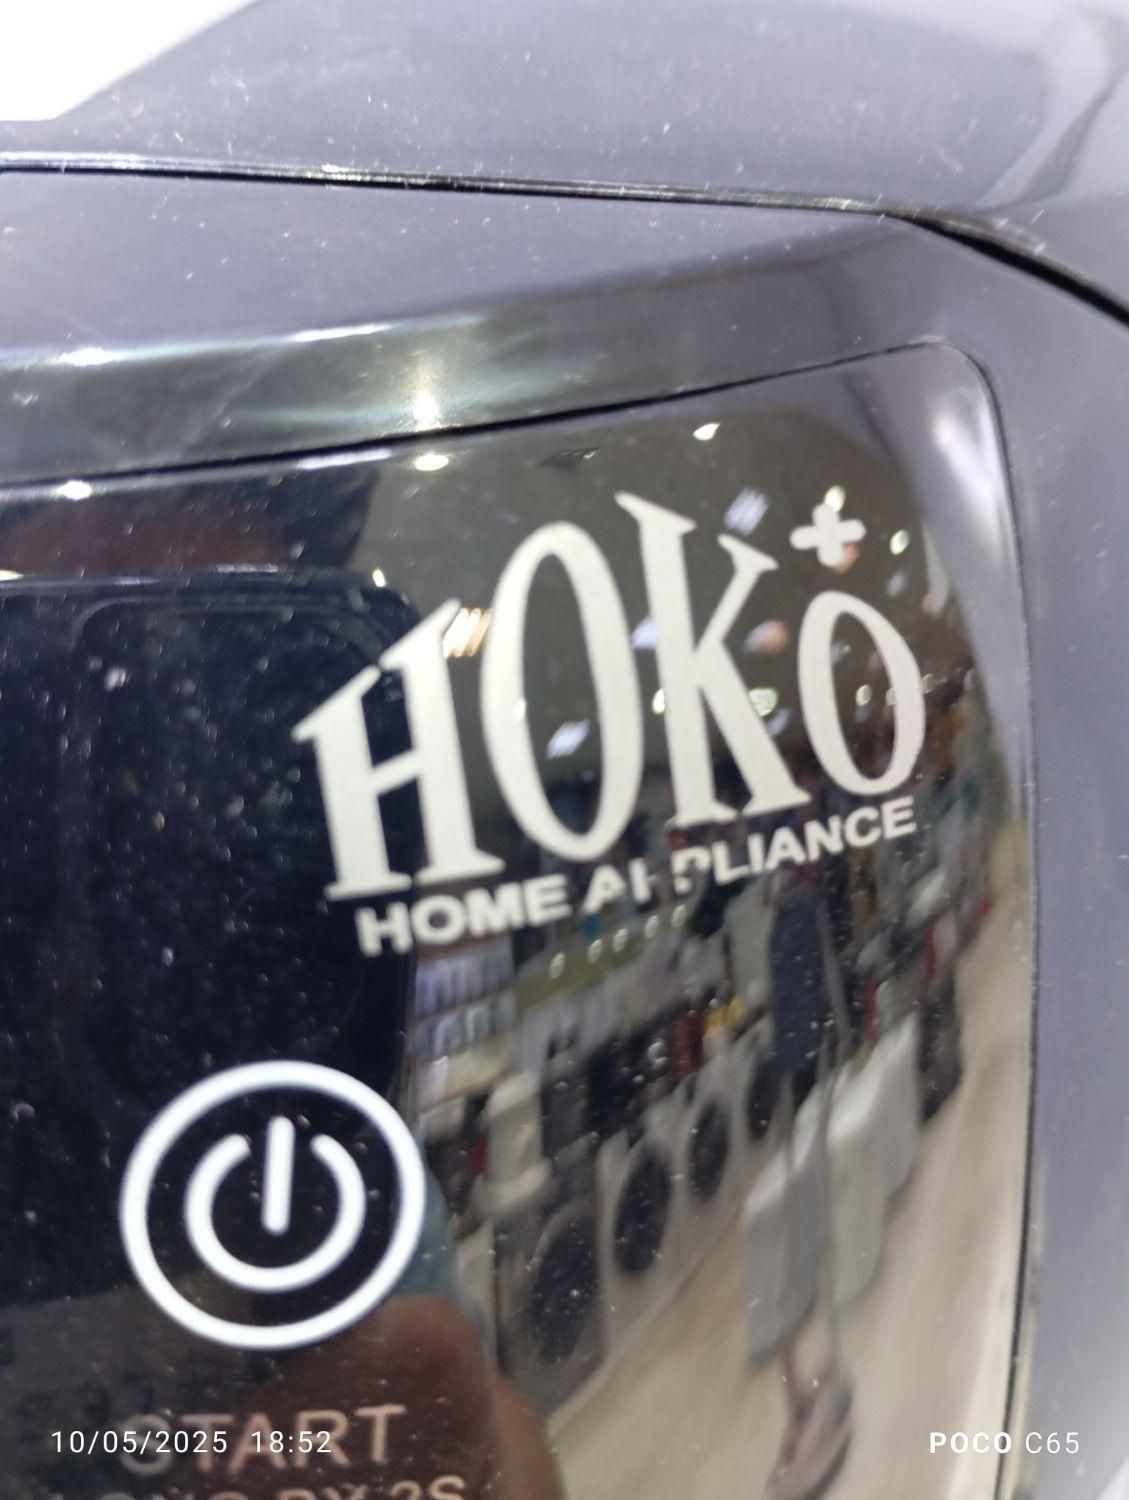 HOKO+
HOME APPLIANCE
START
10/05/2025 18:52
POCO C65